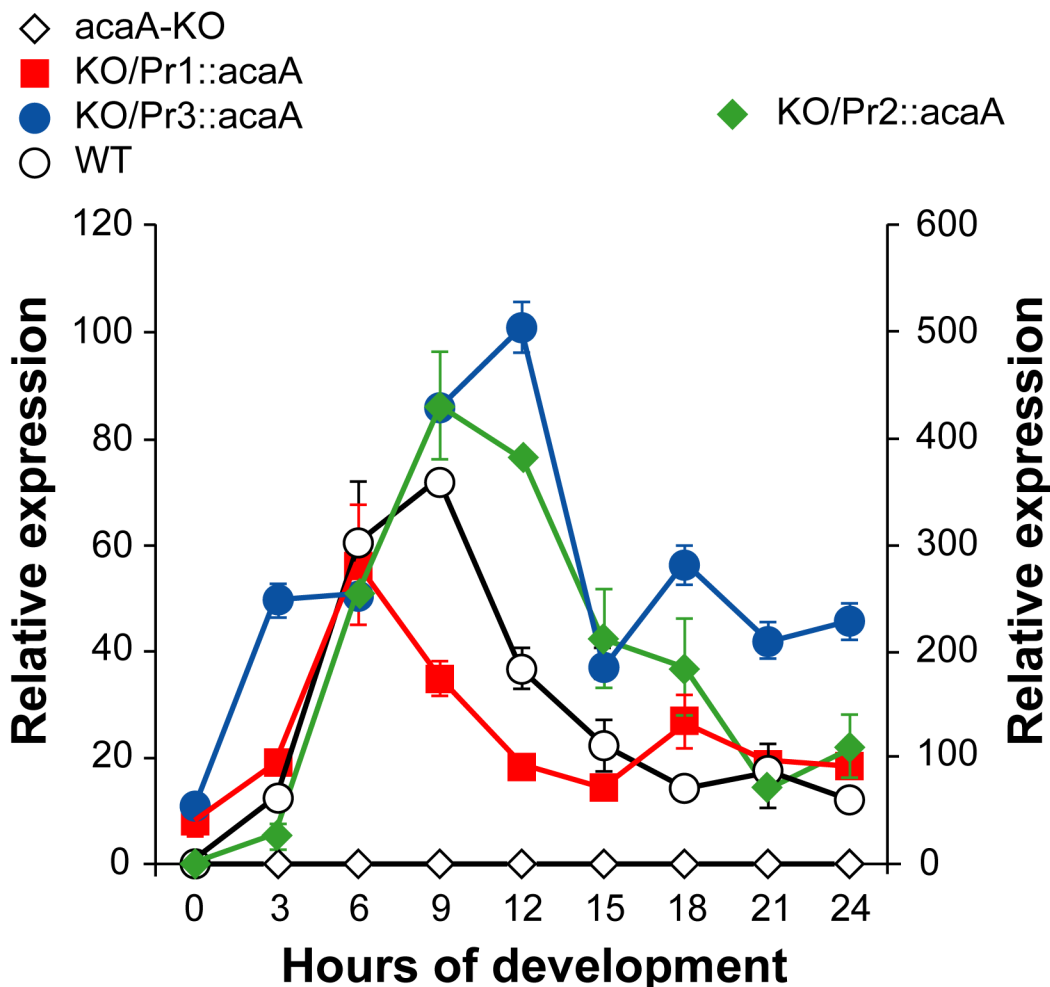 acaA-KO
KO/Pr1::acaA
KO/Pr3::acaA
WT
KO/Pr2::acaA
Relative expression
120
100
80
60
40
20
0
600
500
400
300
200
100
0
Relative expression
0 3 6 9 12 15 18 21 24
Hours of development